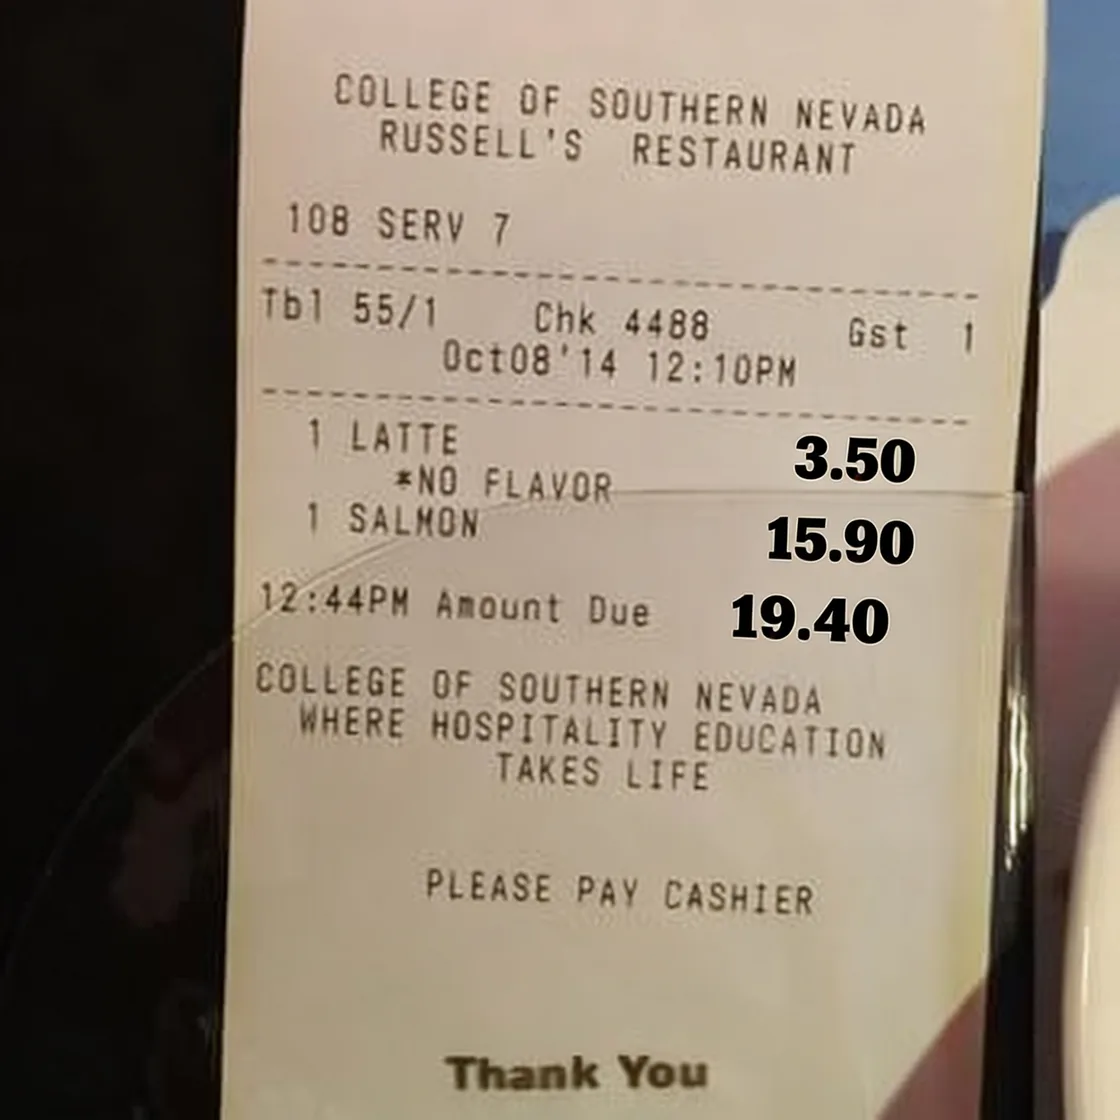 COLLEGE OF SOUTHERN NEVADA
RUSSELL'S RESTAURANT
108 SERV 7
Tbl 55/1 Chk 4488 Gst 1
Oct08'14 12:10PM
1 LATTE 3.50
*NO FLAVOR
1 SALMON 15.90
12:44PM Amount Due 19.40
COLLEGE OF SOUTHERN NEVADA
WHERE HOSPITALITY EDUCATION
TAKES LIFE
PLEASE PAY CASHIER
Thank You